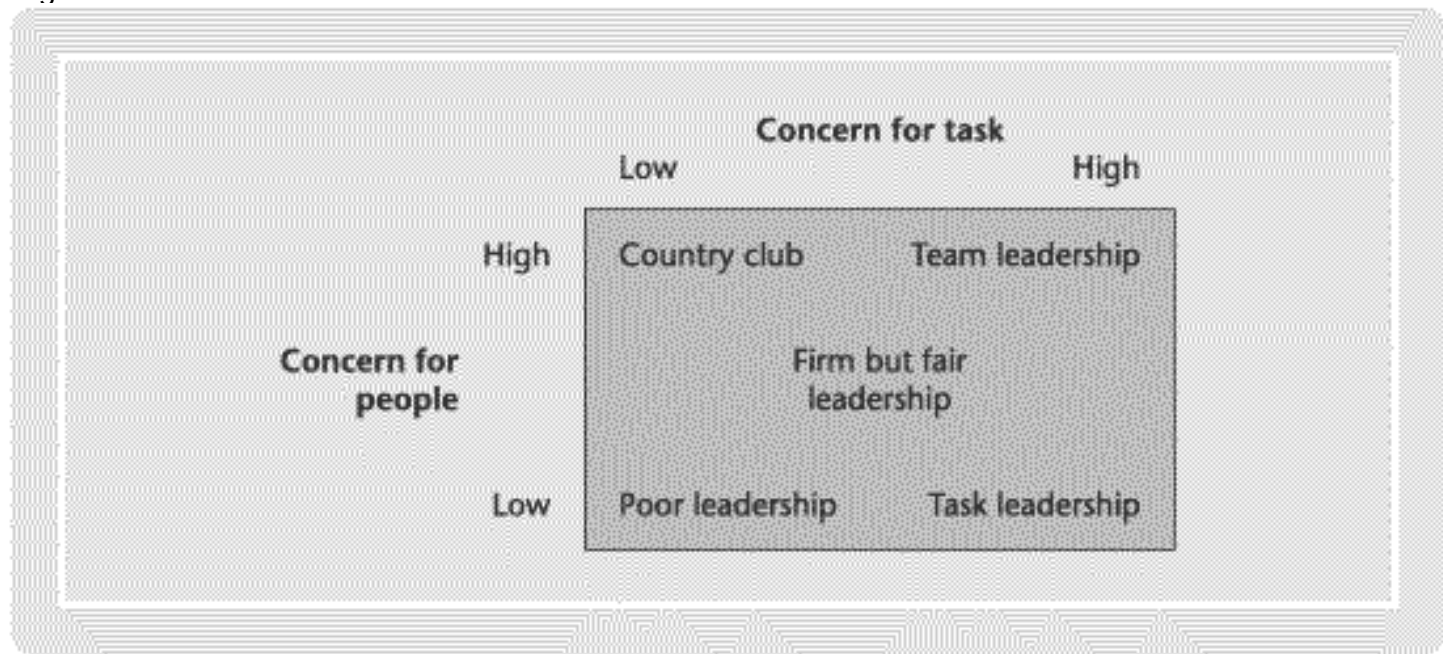 Concern for task
Low High
High Country club Team leadership
Concern for Firm but fair
people leadership
Low Poor leadership Task leadership